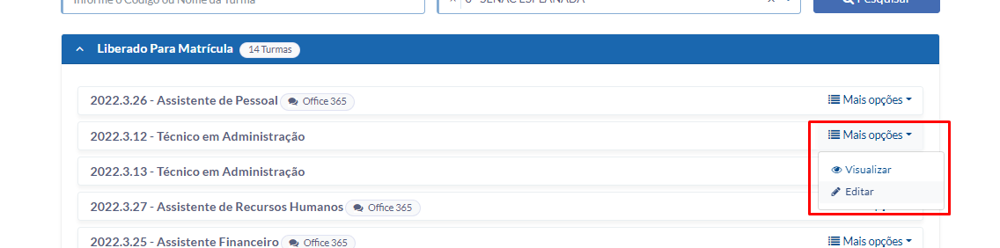 Informe o Código ou Nome da Turma
SENAC ESPLANADA
Pesquisar
Liberado Para Matrícula 14 Turmas
2022.3.26 - Assistente de Pessoal Office 365 Mais opções
2022.3.12 - Técnico em Administração Mais opções
Visualizar
2022.3.13 - Técnico em Administração
Editar
2022.3.27 - Assistente de Recursos Humanos Office 365
2022.3.25 - Assistente Financeiro Office 365 Mais opções